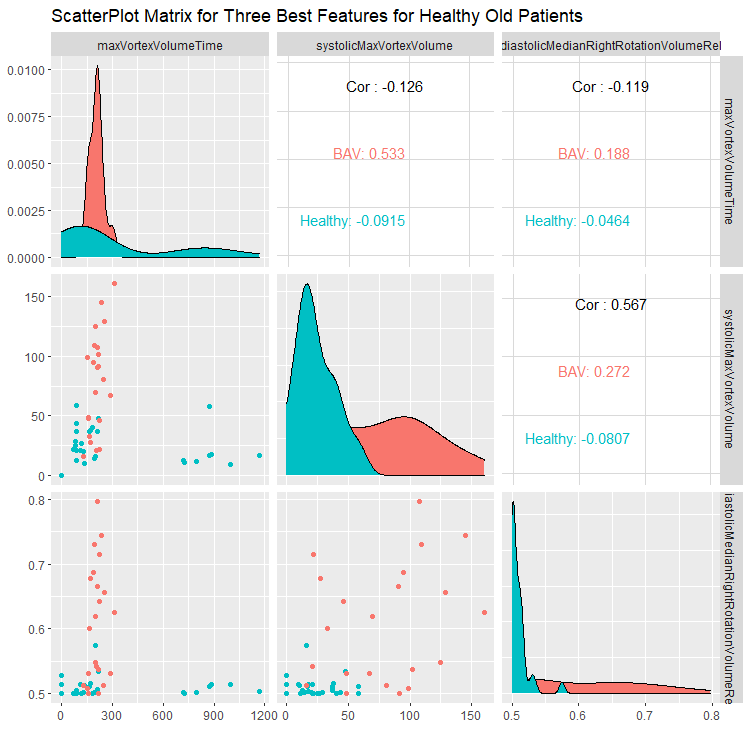 ScatterPlot Matrix for Three Best Features for Healthy Old Patients
maxVortexVolumeTime
systolicMaxVortexVolume
diastolicMedianRightRotationVolumeRel
0.0100
0.0075
0.0050
0.0025
0.0000
Cor : -0.126
BAV: 0.533
Healthy: -0.0915
Cor : -0.119
BAV: 0.188
Healthy: -0.0464
maxVortexVolumeTime
150
100
50
0
Cor : 0.567
BAV: 0.272
Healthy: -0.0807
systolicMaxVortexVolume
0.8
0.7
0.6
0.5
iastolicMedianRightRotationVolumeRe
0
300
600
900
1200
0
50
100
150
0.5
0.6
0.7
0.8